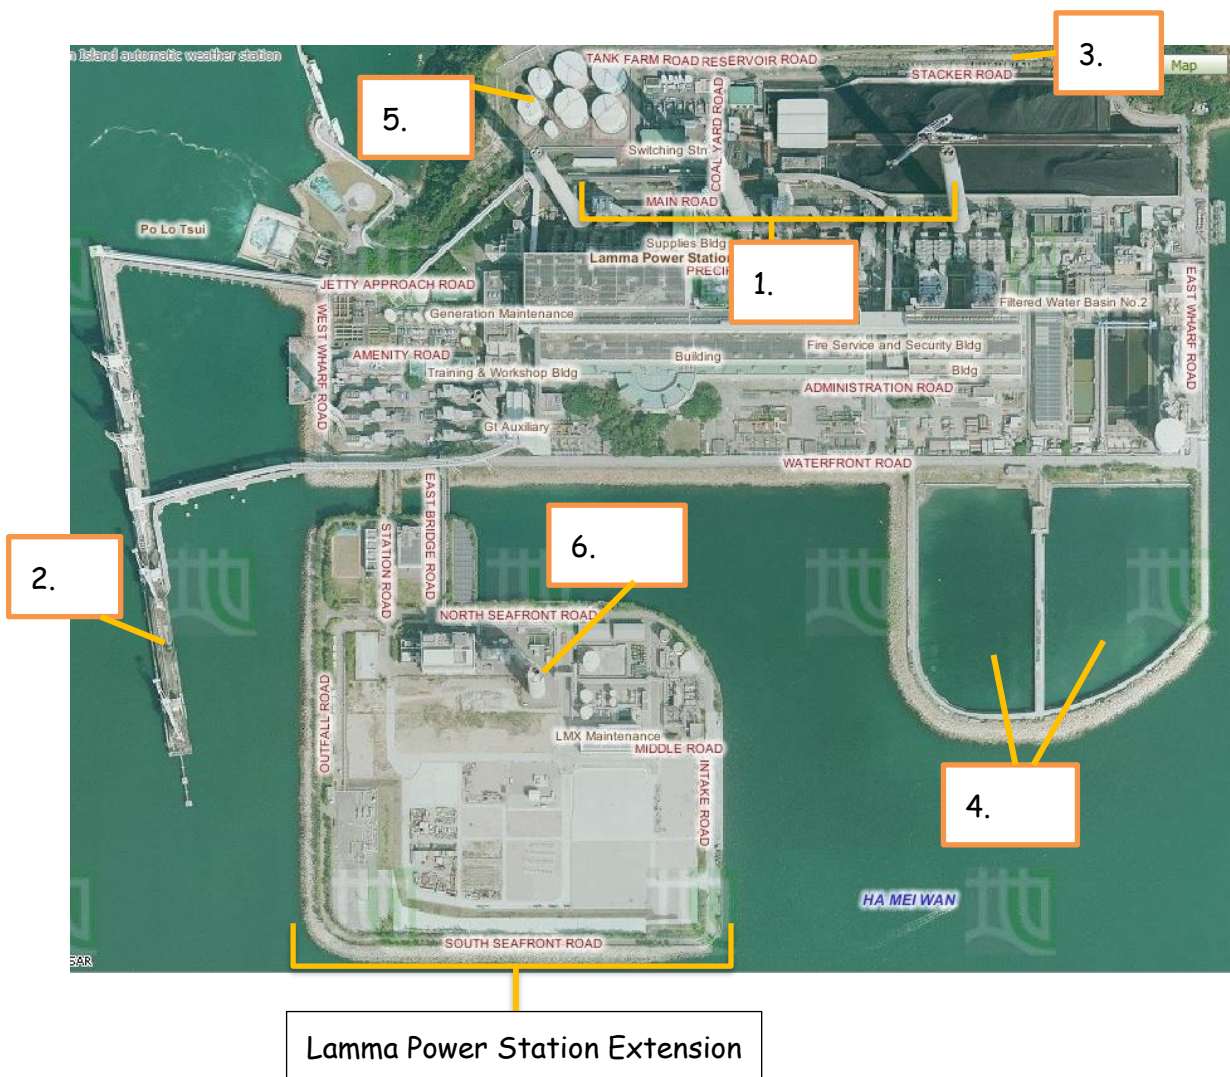 Island automatic weather station
TANK FARM ROAD RESERVOIR ROAD
STACKER ROAD
3.
Map
5.
COAL YARD ROAD
Switching Stn
MAIN ROAD
Po Lo Tsui
Supplies Bldg
Lamma Power Station
1.
JETTY APPROACH ROAD
Generation Maintenance
Filtered Water Basin No.2
EAST WHARF ROAD
WEST WHARF ROAD
AMENITY ROAD
Building
Fire Service and Security Bldg
Training & Workshop Bldg
Bldg
ADMINISTRATION ROAD
Gt Auxiliary
WATERFRONT ROAD
EAST BRIDGE ROAD
STATION ROAD
6.
2.
NORTH SEAFRONT ROAD
OUTFALL ROAD
LMX Maintenance
MIDDLE ROAD
INTAKE ROAD
4.
HA MEI WAN
SOUTH SEAFRONT ROAD
SAR
Lamma Power Station Extension